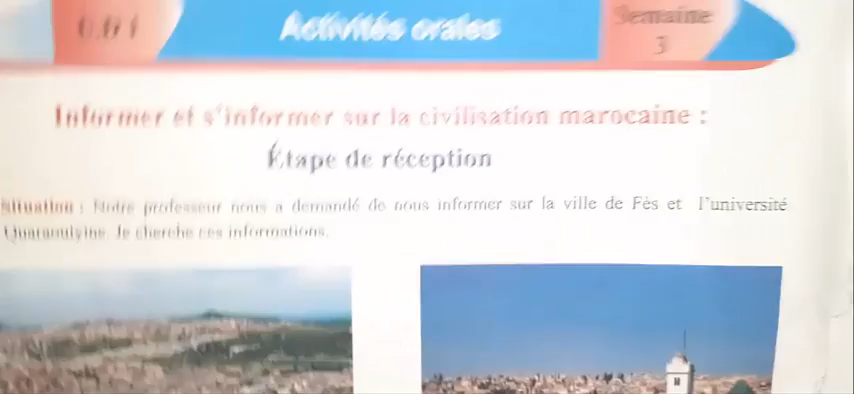 U.D 1
Activités orales
Semaine
3
Informer et s'informer sur la civilisation marocaine :
Étape de réception
Situation : Notre professeur nous a demandé de nous informer sur la ville de Fès et l'université
Quaraouiyine. Je cherche ces informations.